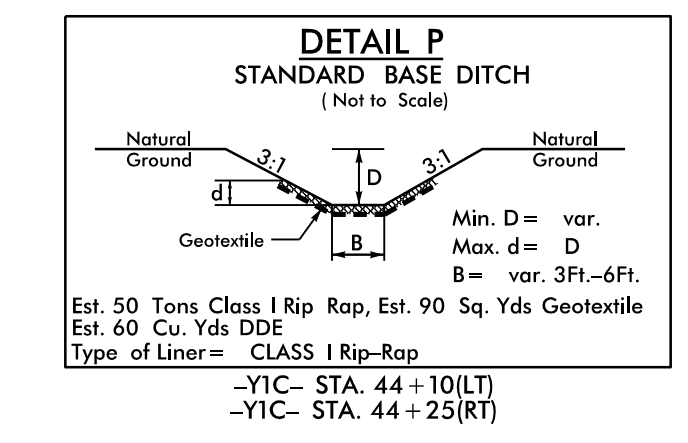 DETAIL P
STANDARD BASE DITCH
( Not to Scale)
Natural
Ground
3:1
D
3:1
Natural
Ground
d
Geotextile
B
Min. D= var.
Max. d= D
B= var. 3Ft.–6Ft.
Est. 50 Tons Class I Rip Rap, Est. 90 Sq. Yds Geotextile
Est. 60 Cu. Yds DDE
Type of Liner= CLASS I Rip–Rap
–Y1C– STA. 44+10(LT)
–Y1C– STA. 44+25(RT)